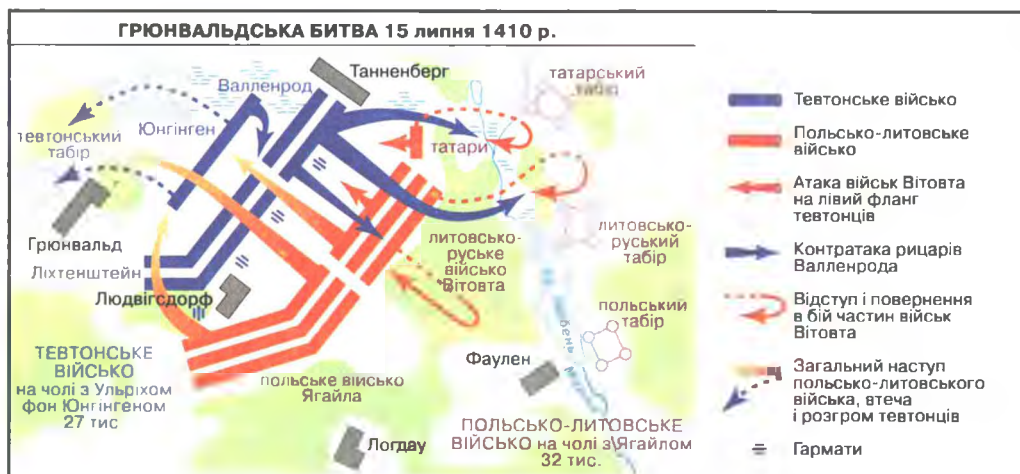 ГРЮНВАЛЬДСЬКА БИТВА 15 липня 1410 р.
Танненберг
Валленрод
татарський
табір
Юнгінген
тевтонський
табір
татари
Грюнвальд
Ліхтенштейн
Людвігсдорф
литовсько-
руське
військо
Вітовта
литовсько-
руський
табір
польський
табір
ТЕВТОНСЬКЕ
ВІЙСЬКО
на чолі з Ульріхом
фон Юнгінгеном
27 тис
польське військо
Ягайла
Фаулен
Логдау
ПОЛЬСЬКО-ЛИТОВСЬКЕ
ВІЙСЬКО на чолі з Ягайлом
32 тис.
Тевтонське військо
Польсько-литовське
військо
Атака військ Вітовта
на лівий фланг
тевтонців
Контратака рицарів
Валленрода
Відступ і повернення
в бій частин військ
Вітовта
Загальний наступ
польсько-литовського
війська, втеча
і розгром тевтонців
Гармати